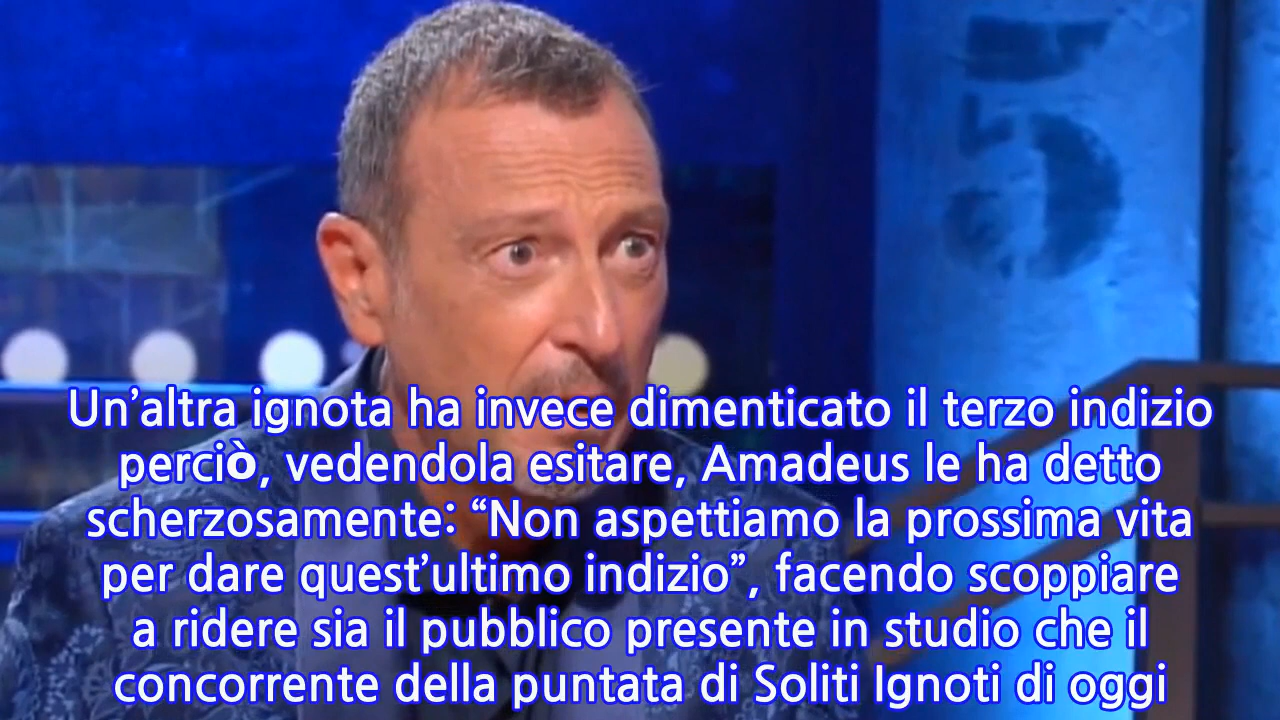 5
Un’altra ignota ha invece dimenticato il terzo indizio
perciò, vedendola esitare, Amadeus le ha detto
scherzosamente: “Non aspettiamo la prossima vita
per dare quest’ultimo indizio”, facendo scoppiare
a ridere sia il pubblico presente in studio che il
concorrente della puntata di Soliti Ignoti di oggi